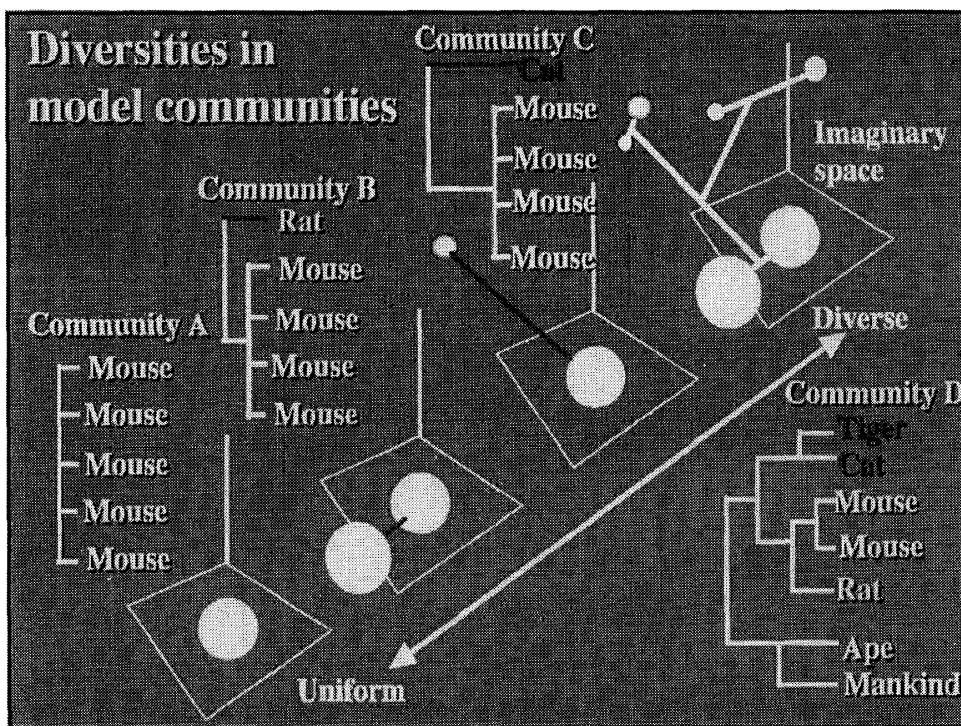 Diversities in
model communities
Community C
Cat
Mouse
Mouse
Mouse
Mouse
Imaginary
space
Community B
Rat
Mouse
Mouse
Mouse
Mouse
Community A
Mouse
Mouse
Mouse
Mouse
Mouse
Diverse
Uniform
Community D
Tiger
Cat
Mouse
Mouse
Rat
Ape
Mankind